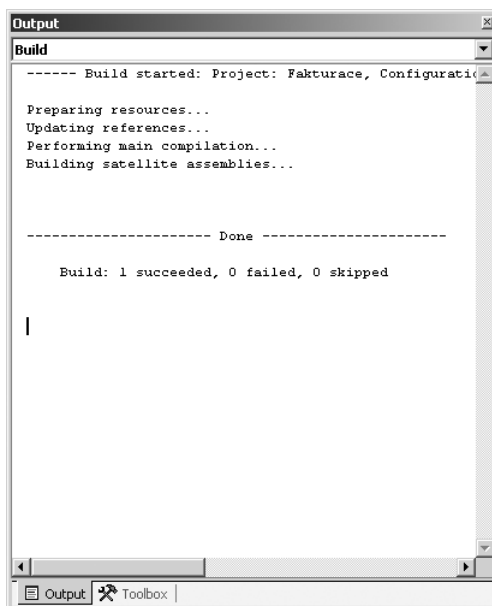 Output
Build
------ Build started: Project: Fakturace, Configuratio
Preparing resources...
Updating references...
Performing main compilation...
Building satellite assemblies...
---------------------- Done ----------------------
Build: 1 succeeded, 0 failed, 0 skipped
Output Toolbox